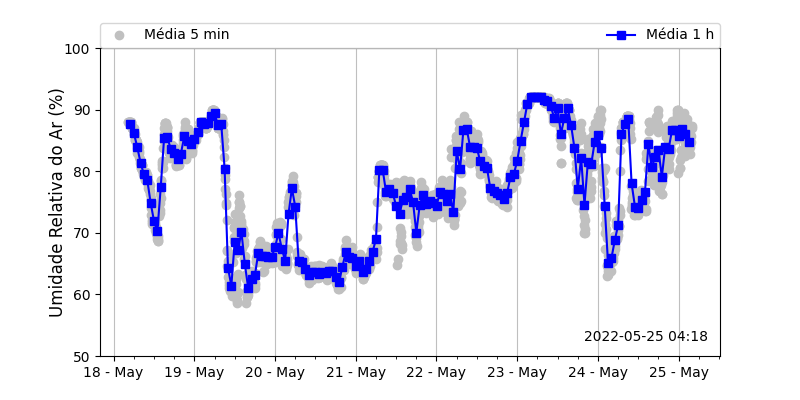 Média 5 min
Média 1 h
Umidade Relativa do Ar (%)
100
90
80
70
60
50
2022-05-25 04:18
18 - May
19 - May
20 - May
21 - May
22 - May
23 - May
24 - May
25 - May